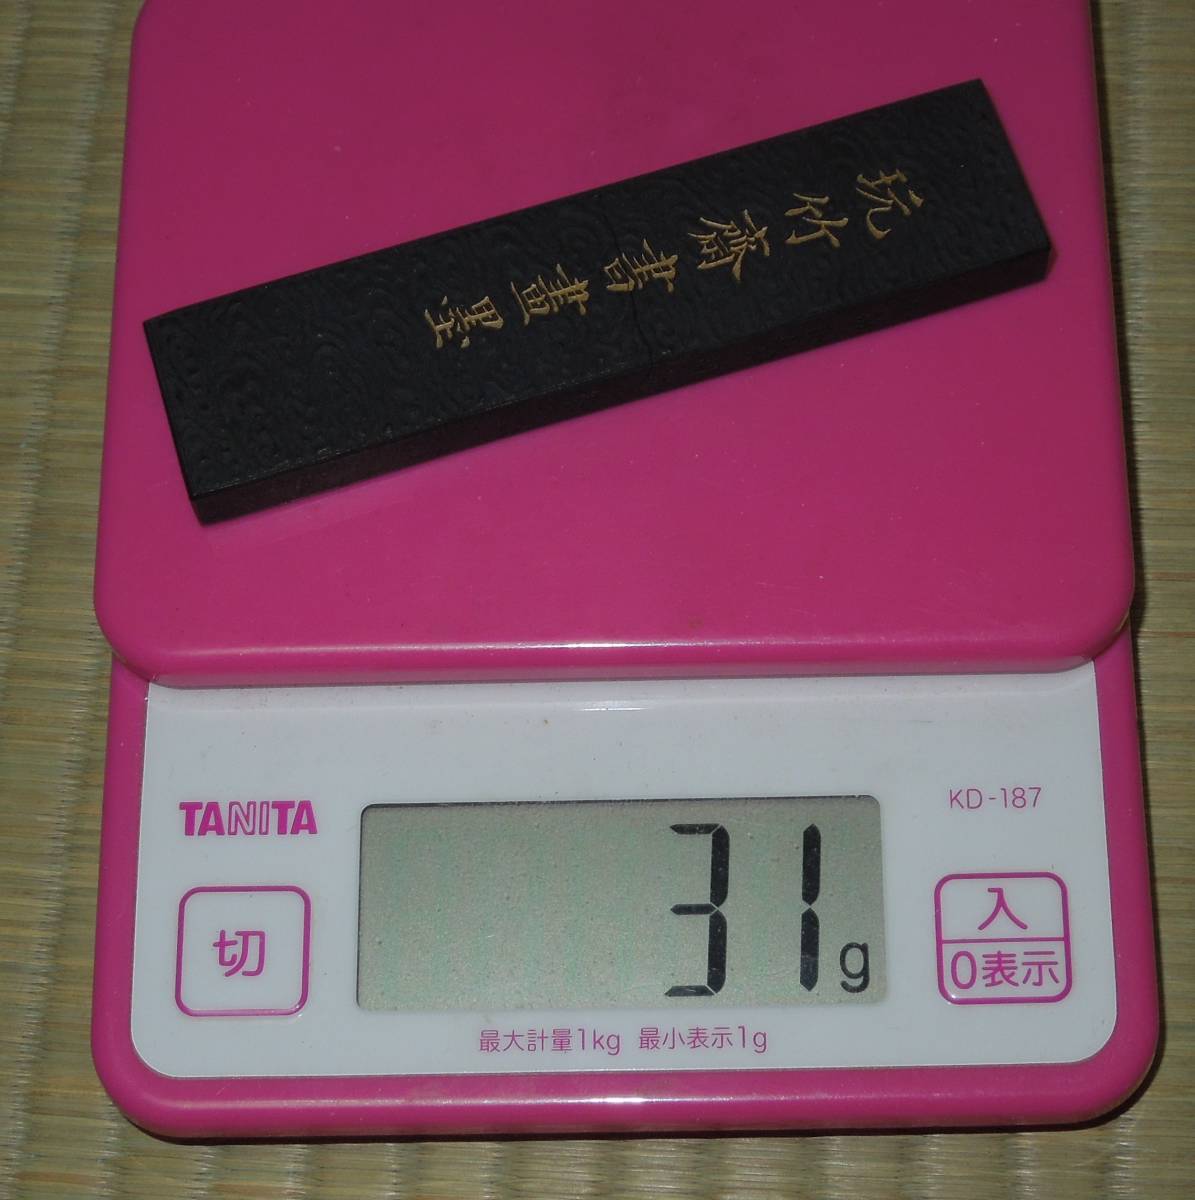 玩竹齋書畫墨
TANITA
KD-187
31g
切
入
0表示
最大計量1kg 最小表示1g